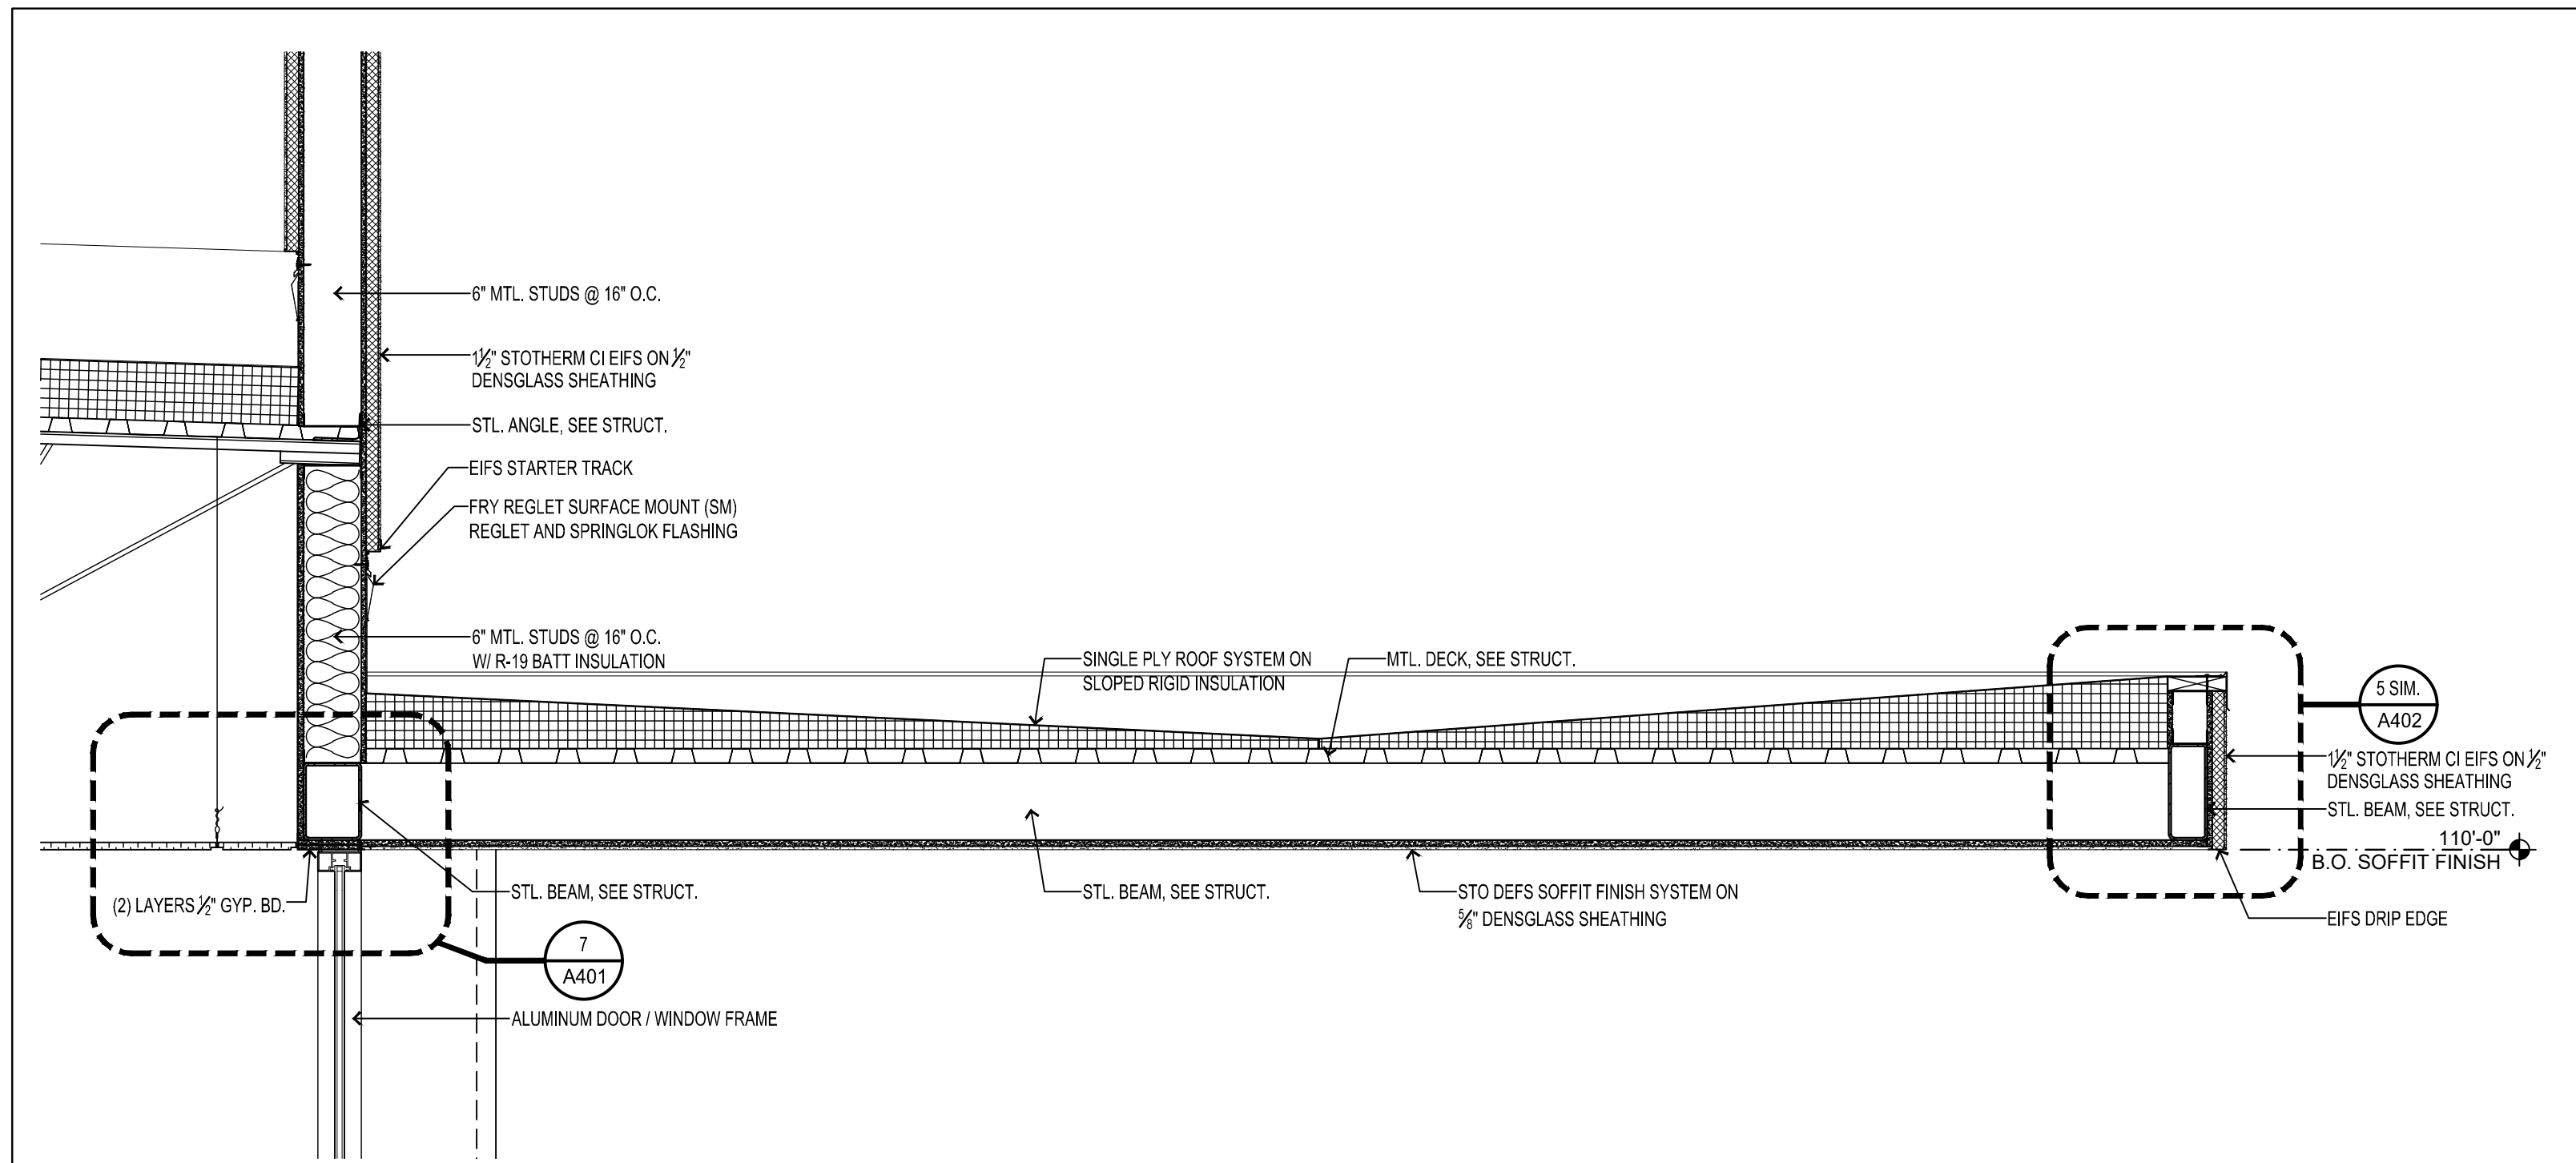 6" MTL. STUDS @ 16" O.C.
1½" STOTHERM CI EIFS ON ½"
DENSGLASS SHEATHING
STL. ANGLE, SEE STRUCT.
EIFS STARTER TRACK
FRY REGLET SURFACE MOUNT (SM)
REGLET AND SPRINGLOK FLASHING
6" MTL. STUDS @ 16" O.C.
W/ R-19 BATT INSULATION
SINGLE PLY ROOF SYSTEM ON
SLOPED RIGID INSULATION
MTL. DECK, SEE STRUCT.
5 SIM.
A402
1½" STOTHERM CI EIFS ON ½"
DENSGLASS SHEATHING
STL. BEAM, SEE STRUCT.
110'-0"
B.O. SOFFIT FINISH
(2) LAYERS ½" GYP. BD.
STL. BEAM, SEE STRUCT.
STL. BEAM, SEE STRUCT.
STO DEFS SOFFIT FINISH SYSTEM ON
⅝" DENSGLASS SHEATHING
EIFS DRIP EDGE
7
A401
ALUMINUM DOOR / WINDOW FRAME